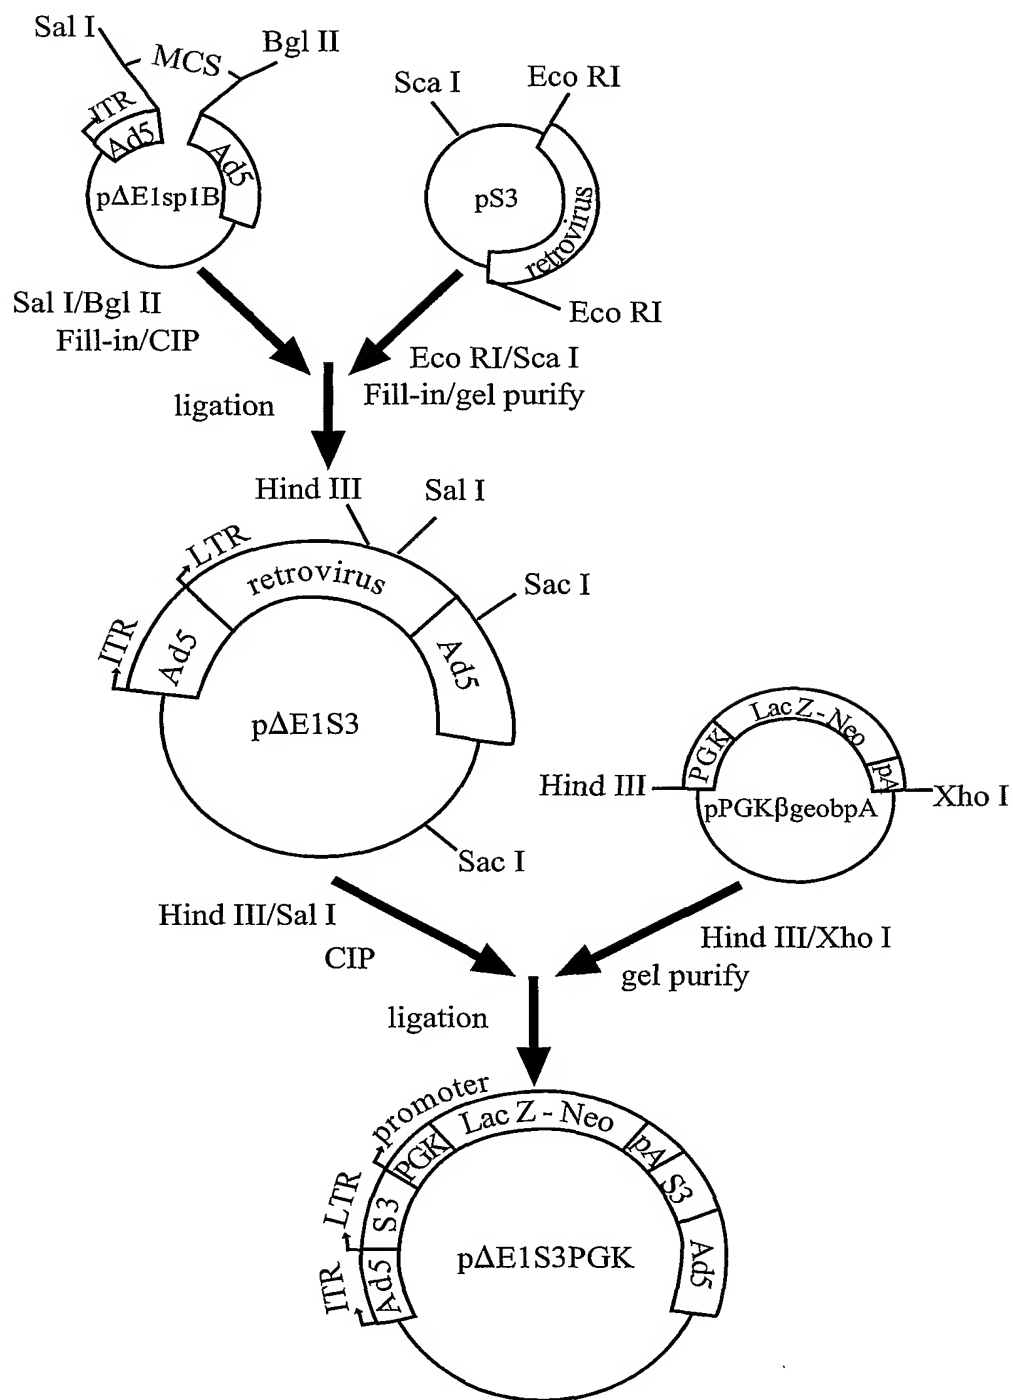 Sal I
MCS
Bgl II
ITR
Ad5
Ad5
pΔE1sp1B
Sca I
Eco RI
pS3
retrovirus
Eco RI
Sal I/Bgl II
Fill-in/CIP
Eco RI/Sca I
Fill-in/gel purify
ligation
Hind III
Sal I
LTR
retrovirus
Sac I
ITR
Ad5
Ad5
pΔE1S3
Sac I
PGK
LacZ-Neo
pA
Hind III
Xho I
pPGKβgeobpA
Hind III/Sal I
CIP
Hind III/Xho I
gel purify
ligation
promoter
PGK
Lac Z - Neo
pA
S3
LTR
S3
ITR
Ad5
Ad5
pΔE1S3PGK